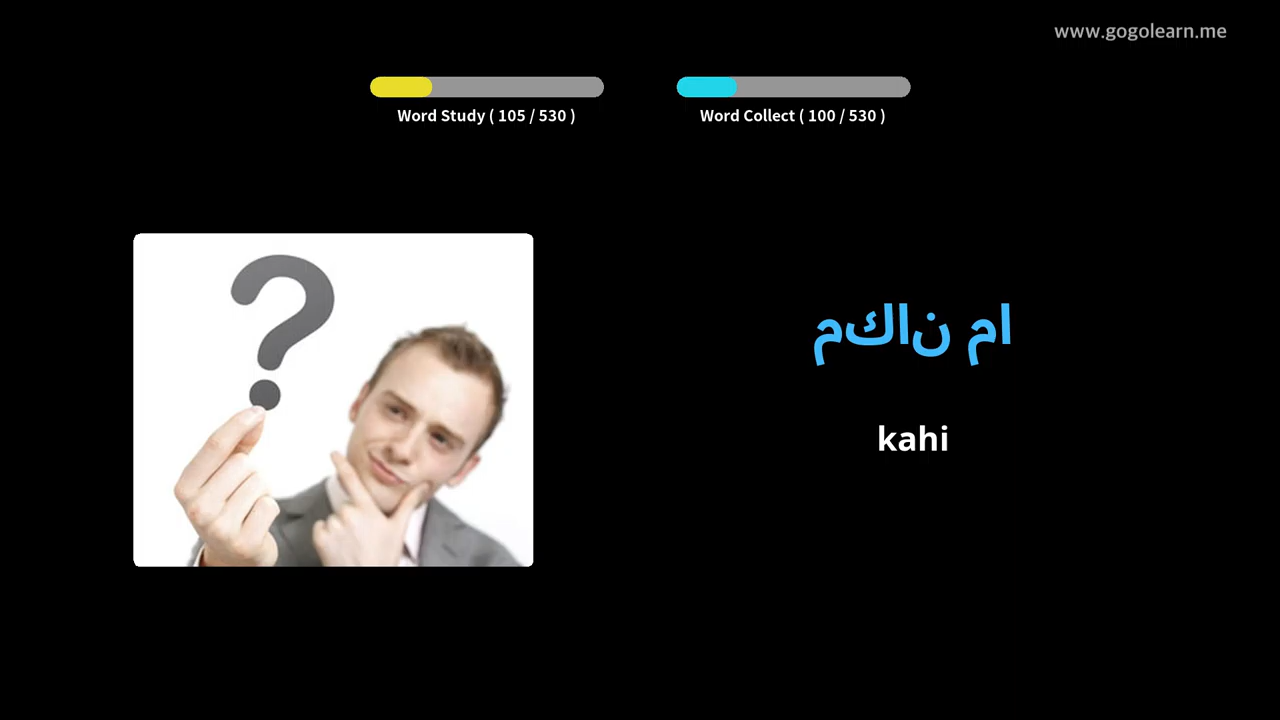 www.gogolearn.me
Word Study ( 105 / 530 )
Word Collect ( 100 / 530 )
مكان ما
kahi